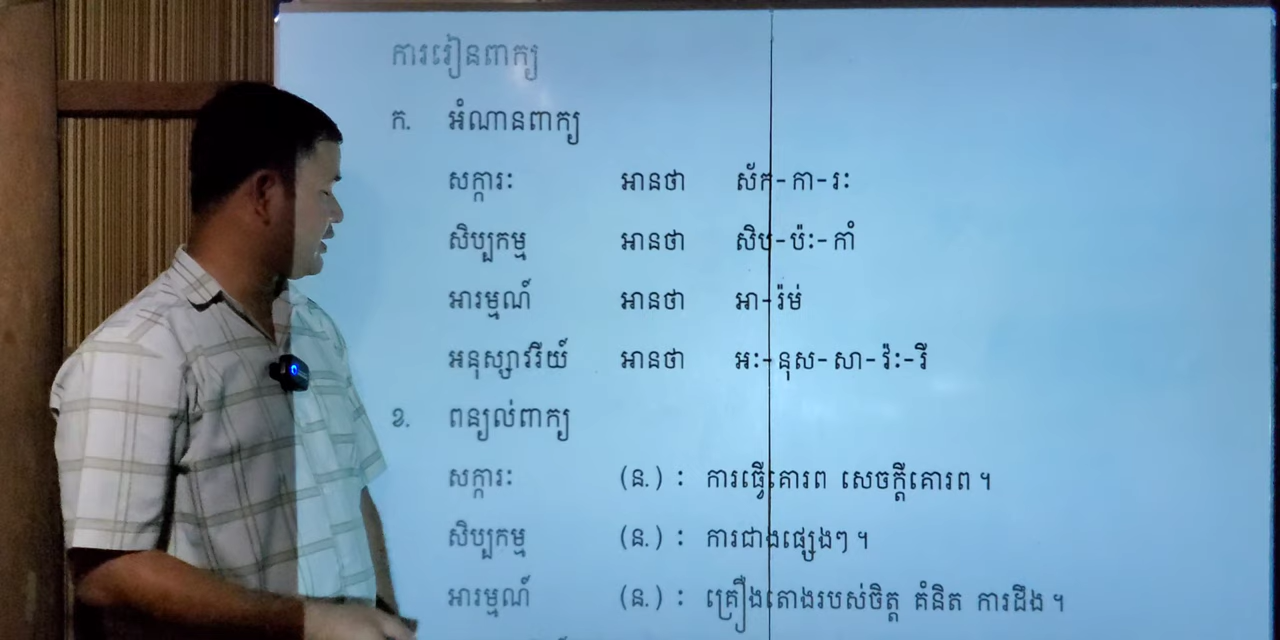 ការរៀនពាក្យ
ក. អំណានពាក្យ
សក្ការៈ អានថា ស័ក-កា-រៈ
សិប្បកម្ម អានថា សិប-ប៉ៈ-កាំ
អារម្មណ៍ អានថា អា-រ៉ម់
អនុស្សាវរីយ៍ អានថា អៈ-នុស-សា-វ៉ៈ-រី
ខ. ពន្យល់ពាក្យ
សក្ការៈ (ន.) : ការធ្វើគោរព សេចក្ដីគោរព ។
សិប្បកម្ម (ន.) : ការជាងផ្សេងៗ ។
អារម្មណ៍ (ន.) : គ្រឿងតោងរបស់ចិត្ត គំនិត ការដឹង ។